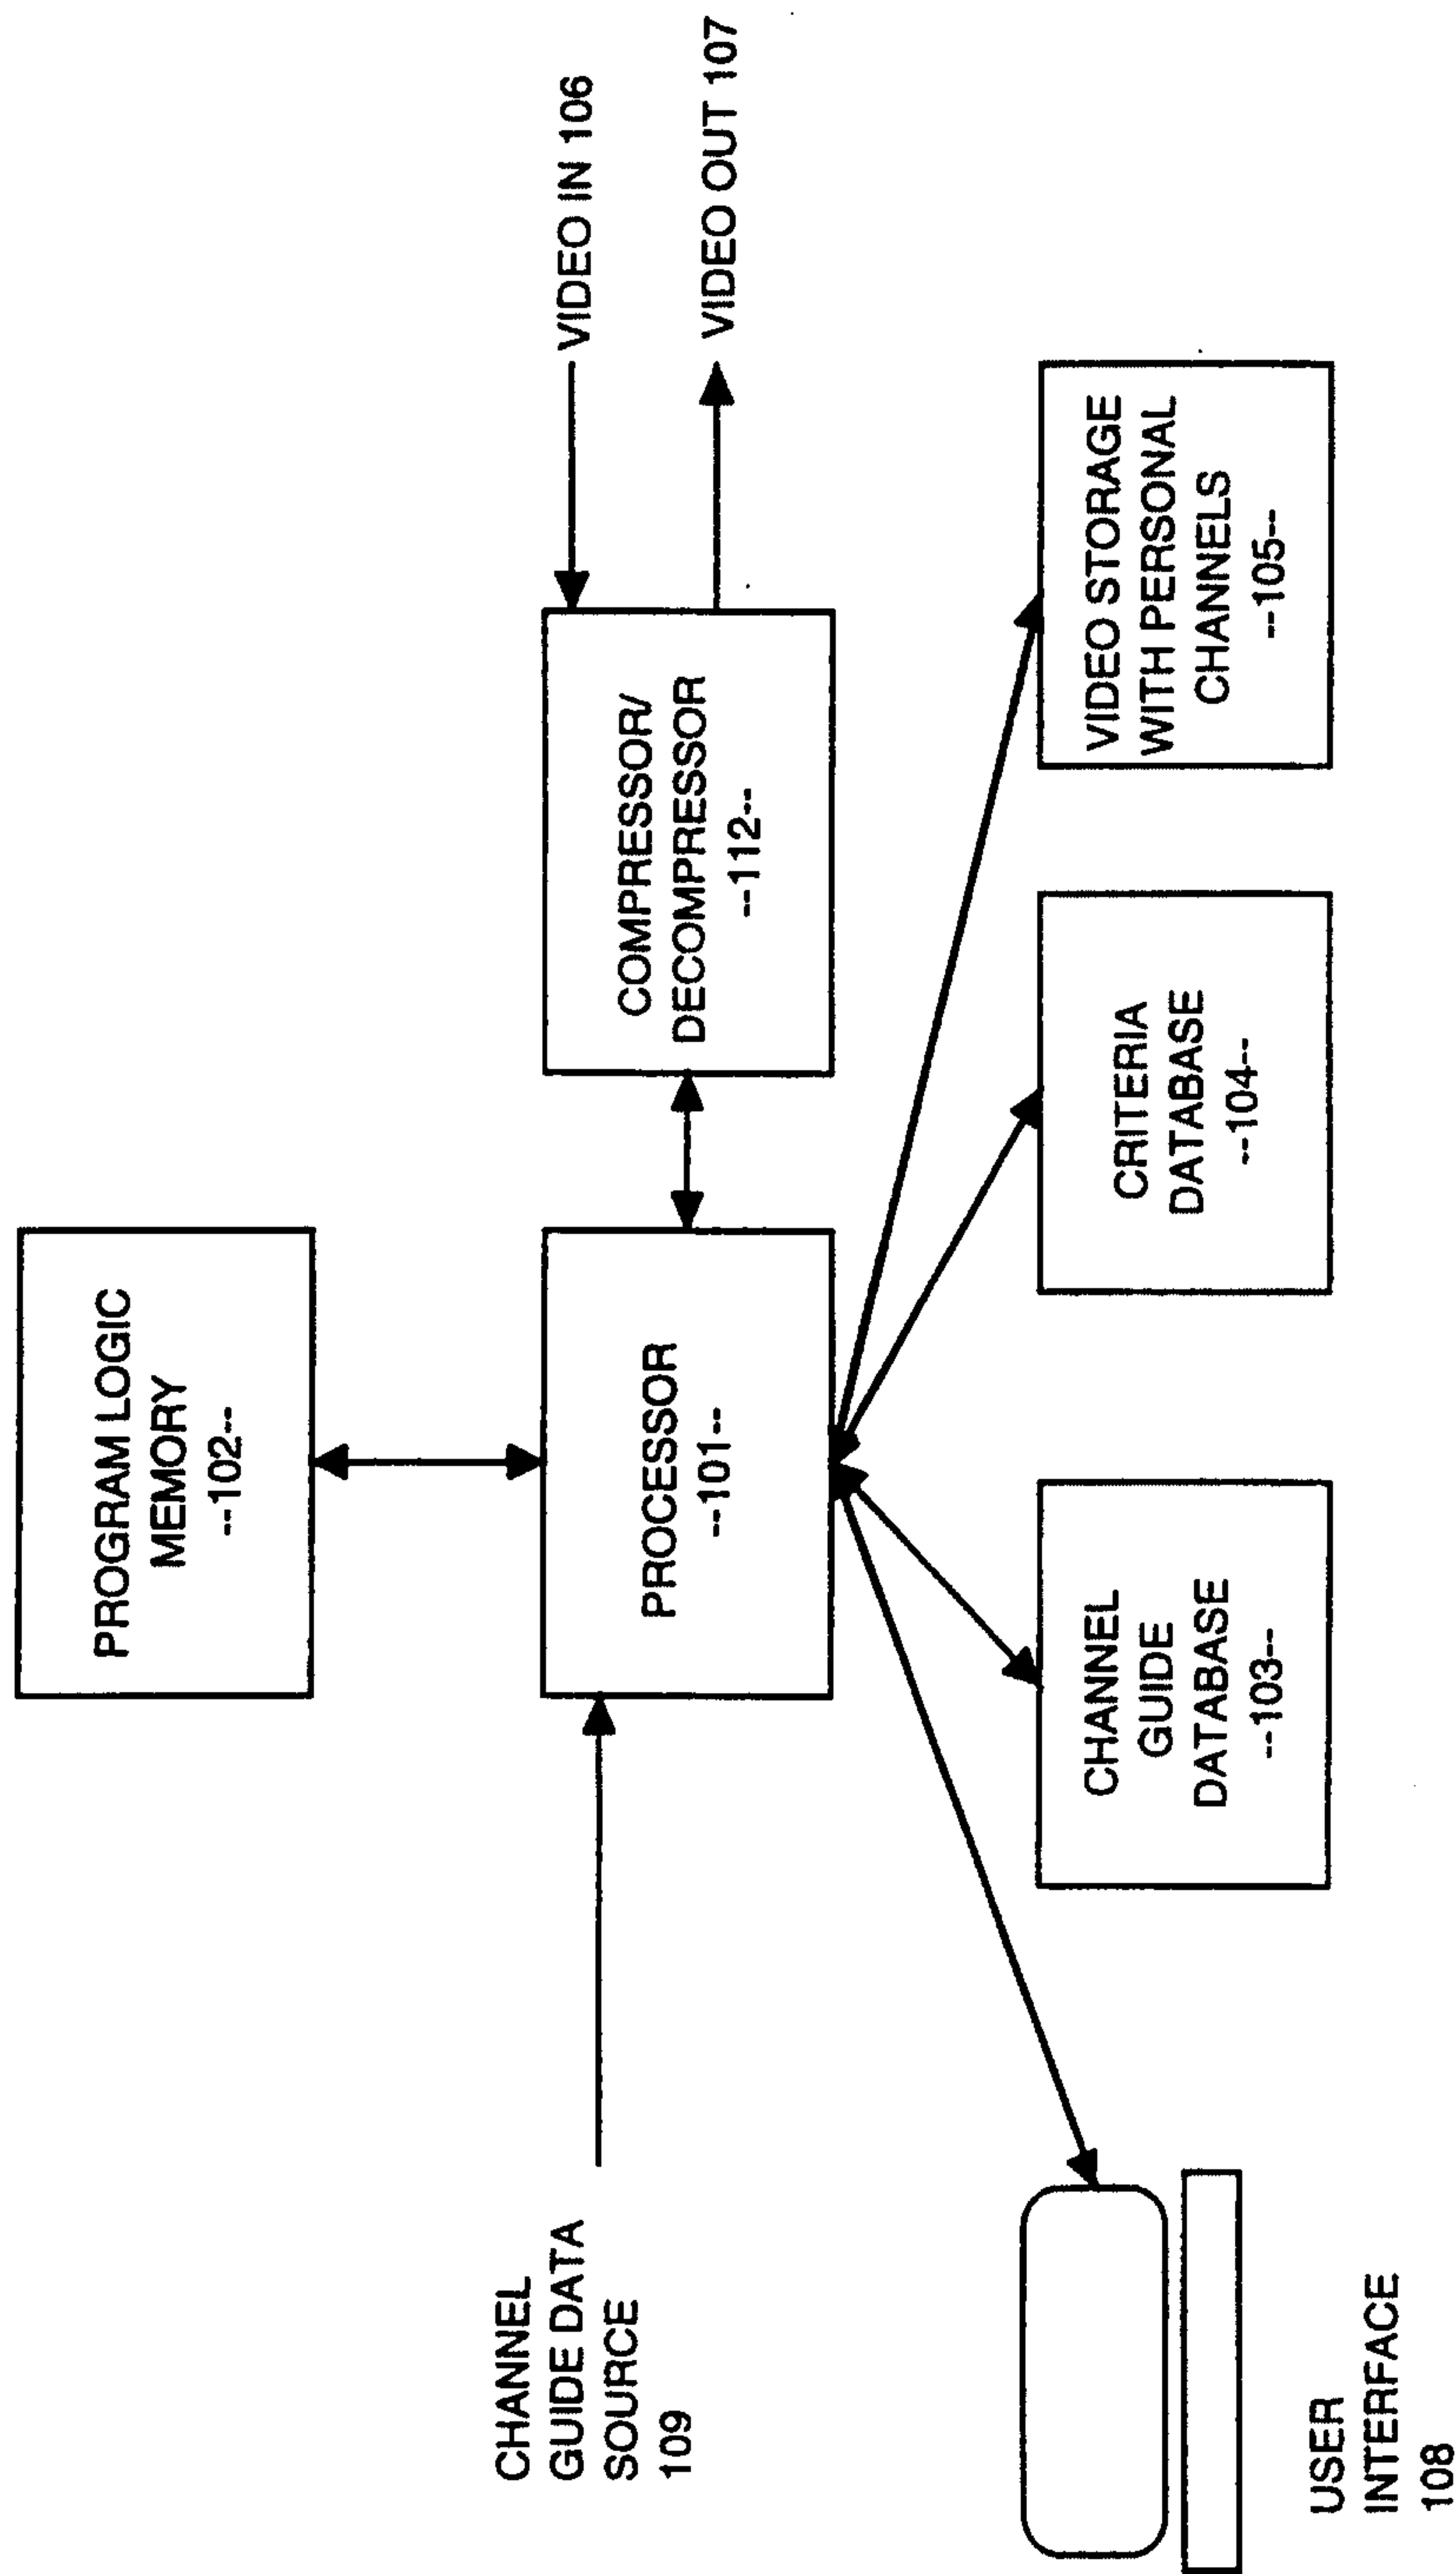 PROGRAM LOGIC
MEMORY
--102--
CHANNEL
GUIDE DATA
SOURCE
109
PROCESSOR
--101--
COMPRESSOR/
DECOMPRESSOR
--112--
VIDEO IN 106
VIDEO OUT 107
USER
INTERFACE
108
CHANNEL
GUIDE
DATABASE
--103--
CRITERIA
DATABASE
--104--
VIDEO STORAGE
WITH PERSONAL
CHANNELS
--105--